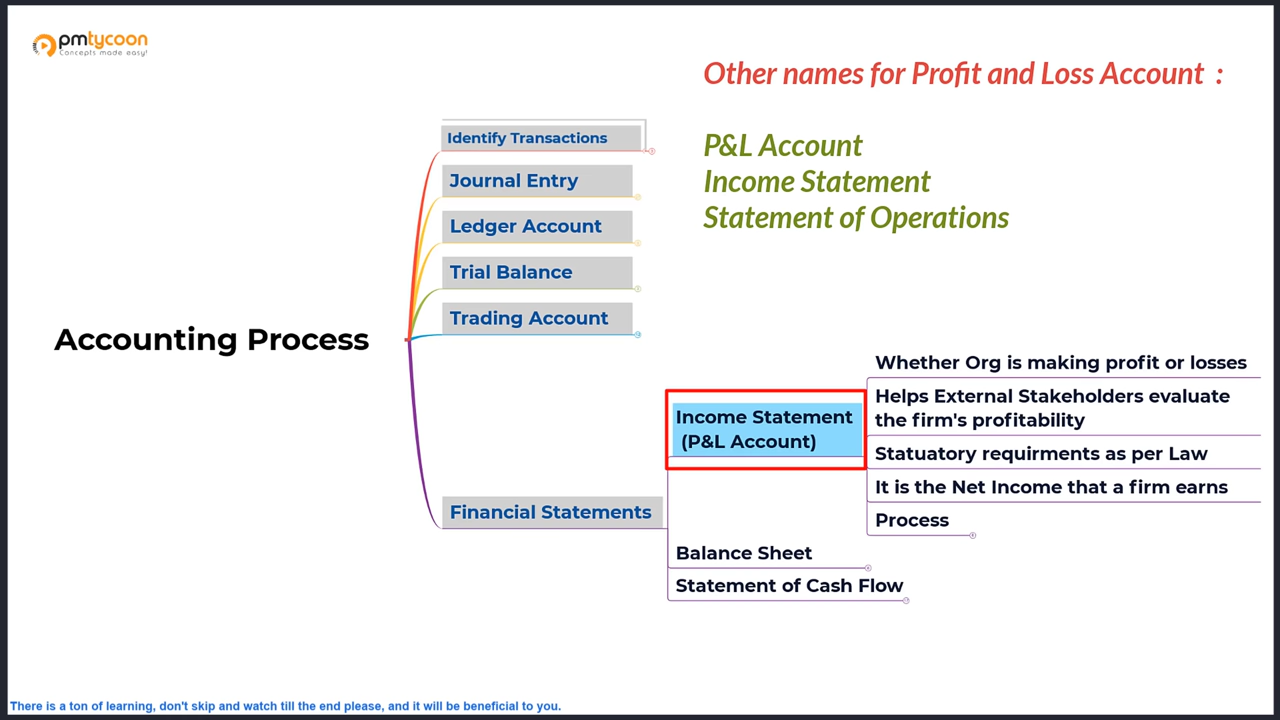 pmtycoon
Concepts made easy!
Other names for Profit and Loss Account :
P&L Account
Income Statement
Statement of Operations
Identify Transactions
Journal Entry
Ledger Account
Trial Balance
Trading Account
Accounting Process
Financial Statements
Income Statement
(P&L Account)
Whether Org is making profit or losses
Helps External Stakeholders evaluate
the firm's profitability
Statuatory requirments as per Law
It is the Net Income that a firm earns
Process
Balance Sheet
Statement of Cash Flow
There is a ton of learning, don't skip and watch till the end please, and it will be beneficial to you.